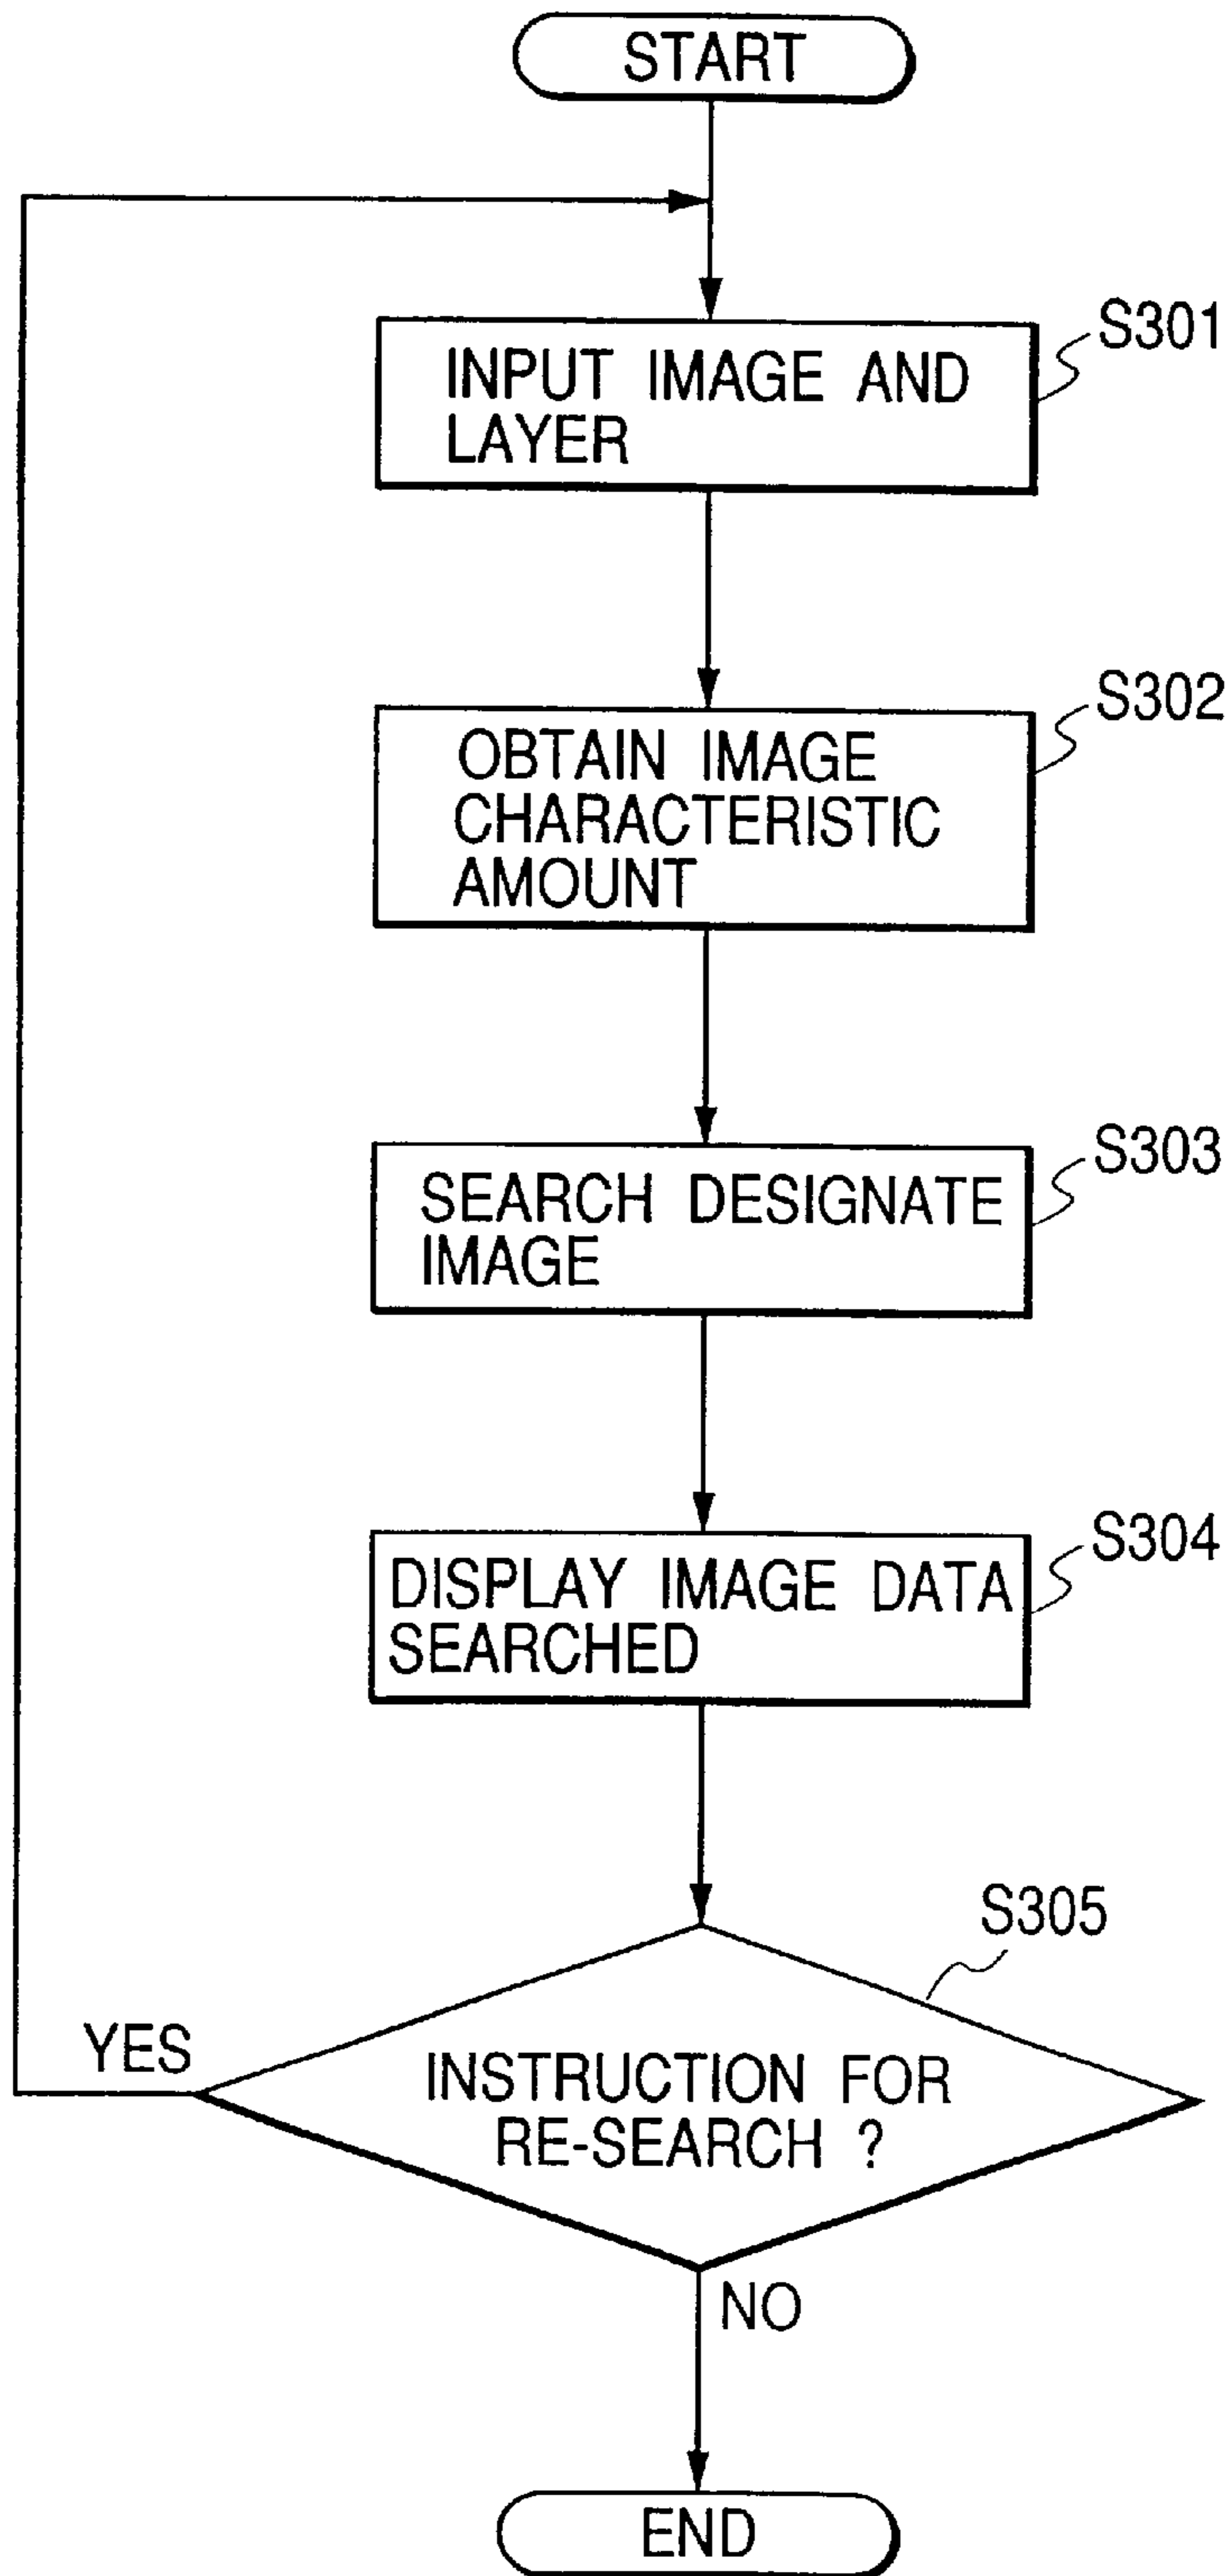 START
S301
INPUT IMAGE AND
LAYER
S302
OBTAIN IMAGE
CHARACTERISTIC
AMOUNT
S303
SEARCH DESIGNATE
IMAGE
S304
DISPLAY IMAGE DATA
SEARCHED
S305
YES
INSTRUCTION FOR
RE-SEARCH ?
NO
END